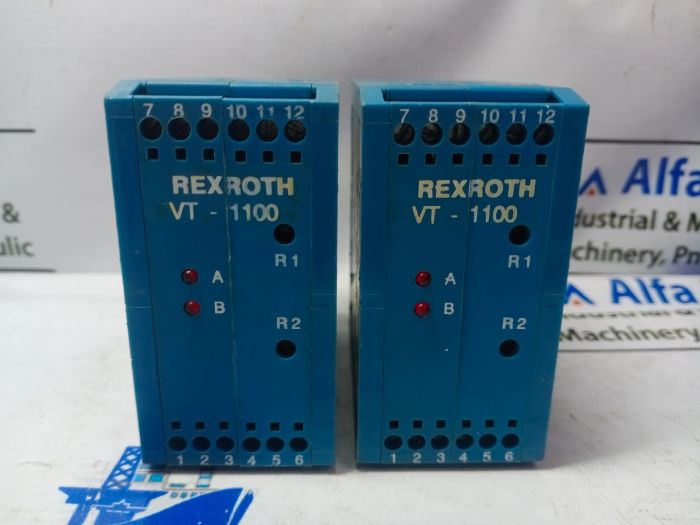 7 8 9 10 11 12
REXROTH
VT - 1100
R1
A
B
R2
1 2 3 4 5 6
7 8 9 10 11 12
REXROTH
VT - 1100
R1
A
B
R2
1 2 3 4 5 6
&
ulic
Alfa
dustrial & M
achinery, Pn
Alfa
Machinery